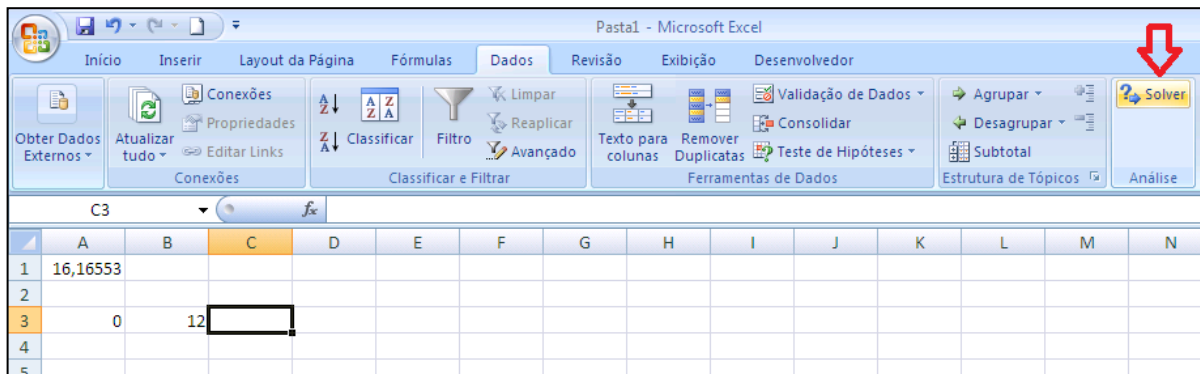 Pasta1 - Microsoft Excel
Início Inserir Layout da Página Fórmulas Dados Revisão Exibição Desenvolvedor
Obter Dados Externos
Atualizar tudo
Conexões
Propriedades
Editar Links
Conexões
Classificar
Filtro
Limpar
Reaplicar
Avançado
Classificar e Filtrar
Texto para colunas
Remover Duplicatas
Validação de Dados
Consolidar
Teste de Hipóteses
Ferramentas de Dados
Agrupar
Desagrupar
Subtotal
Estrutura de Tópicos
Solver
Análise
C3 fx
A B C D E F G H I J K L M N
1 16,16553
2
3 0 12
4
5